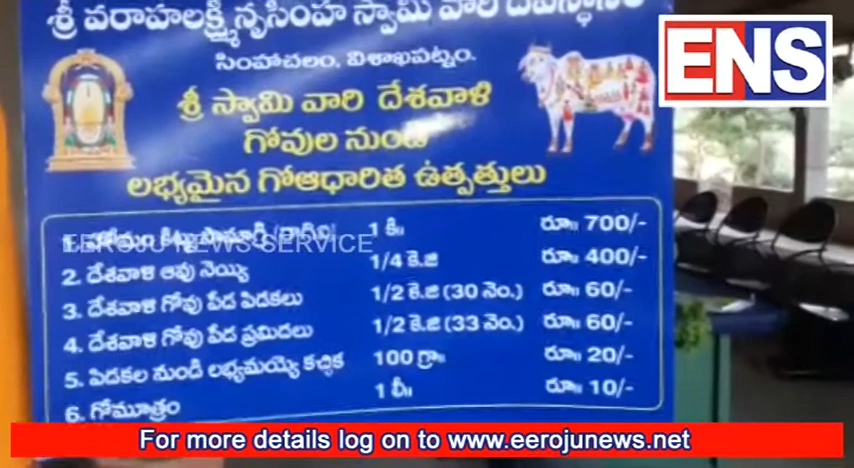 శ్రీ వరాహలక్ష్మీనృసింహ స్వామి వారి దేవస్థానం
సింహాచలం, విశాఖపట్నం.
శ్రీ స్వామి వారి దేశవాళి
గోవుల నుండి
లభ్యమైన గోఆధారిత ఉత్పత్తులు
ENS
1. హోమం కిట్టు 1 కి॥ రూ॥ 700/-
EEROJU NEWS SERVICE
2. దేశవాళి ఆవు నెయ్యి 1/4 కె.జి రూ॥ 400/-
3. దేశవాళి గోవు పేడ పిడకలు 1/2 కె.జి (30 నెం.) రూ॥ 60/-
4. దేశవాళి గోవు పేడ ప్రమిదలు 1/2 కె.జి (33 నెం.) రూ॥ 60/-
5. పిడకల నుండి లభ్యమయ్యే కచ్చిక 100 గ్రా॥ రూ॥ 20/-
6. గోమూత్రం 1 లీ॥ రూ॥ 10/-
For more details log on to www.eerojunews.net